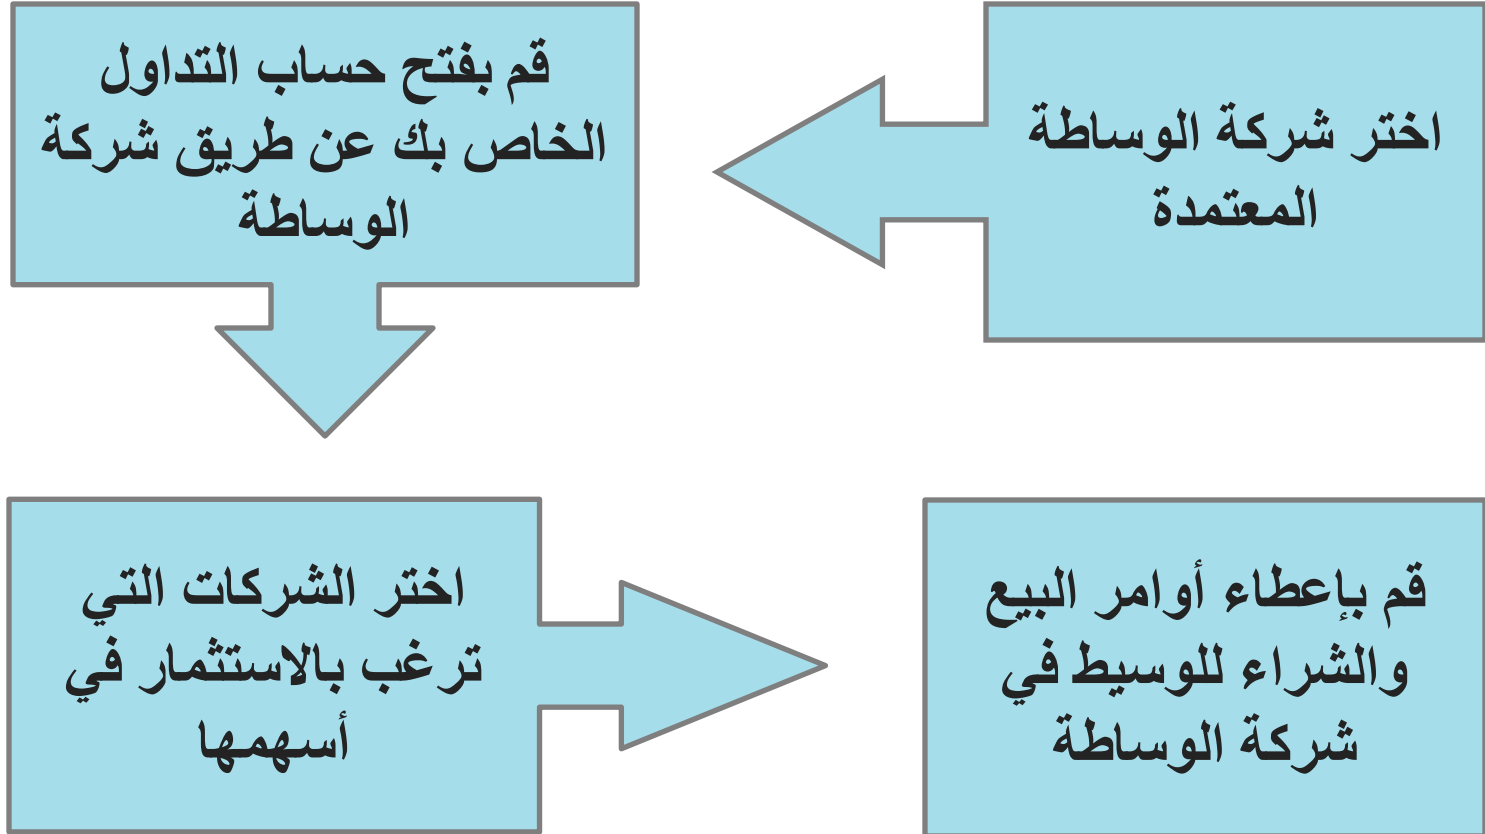 اختر شركة الوساطة
المعتمدة
قم بفتح حساب التداول
الخاص بك عن طريق شركة
الوساطة
اختر الشركات التي
ترغب بالاستثمار في
أسهمها
قم بإعطاء أوامر البيع
والشراء للوسيط في
شركة الوساطة